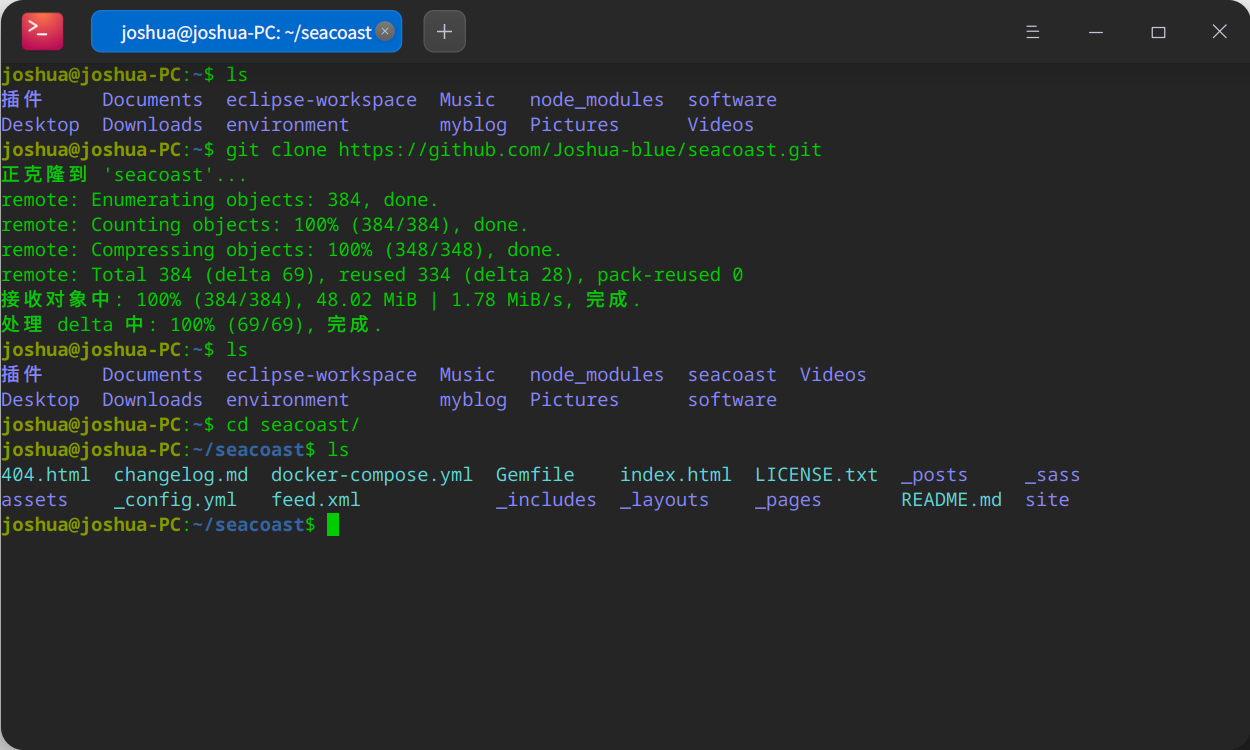 joshua@joshua-PC: ~/seacoast
joshua@joshua-PC:~$ ls
插件 Documents eclipse-workspace Music node_modules software
Desktop Downloads environment myblog Pictures Videos
joshua@joshua-PC:~$ git clone https://github.com/Joshua-blue/seacoast.git
正克隆到 'seacoast'...
remote: Enumerating objects: 384, done.
remote: Counting objects: 100% (384/384), done.
remote: Compressing objects: 100% (348/348), done.
remote: Total 384 (delta 69), reused 334 (delta 28), pack-reused 0
接收对象中: 100% (384/384), 48.02 MiB | 1.78 MiB/s, 完成.
处理 delta 中: 100% (69/69), 完成.
joshua@joshua-PC:~$ ls
插件 Documents eclipse-workspace Music node_modules seacoast Videos
Desktop Downloads environment myblog Pictures software
joshua@joshua-PC:~$ cd seacoast/
joshua@joshua-PC:~/seacoast$ ls
404.html changelog.md docker-compose.yml Gemfile index.html LICENSE.txt _posts _sass
assets _config.yml feed.xml _includes _layouts _pages README.md site
joshua@joshua-PC:~/seacoast$